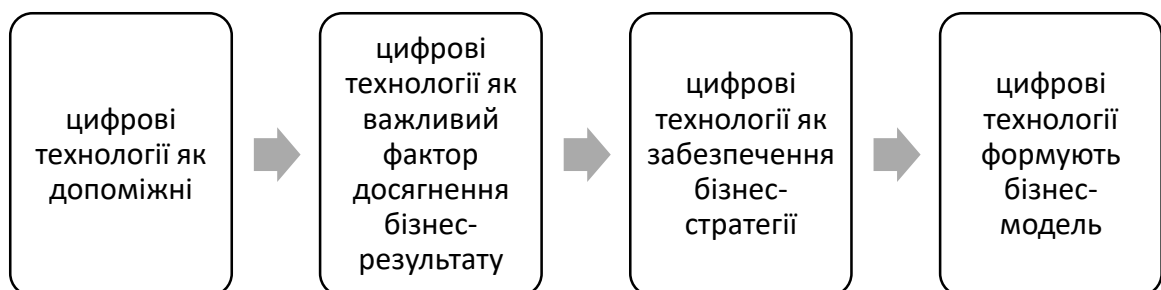 цифрові
технології як
допоміжні
цифрові
технології як
важливий
фактор
досягнення
бізнес-
результату
цифрові
технології як
забезпечення
бізнес-
стратегії
цифрові
технології
формують
бізнес-
модель